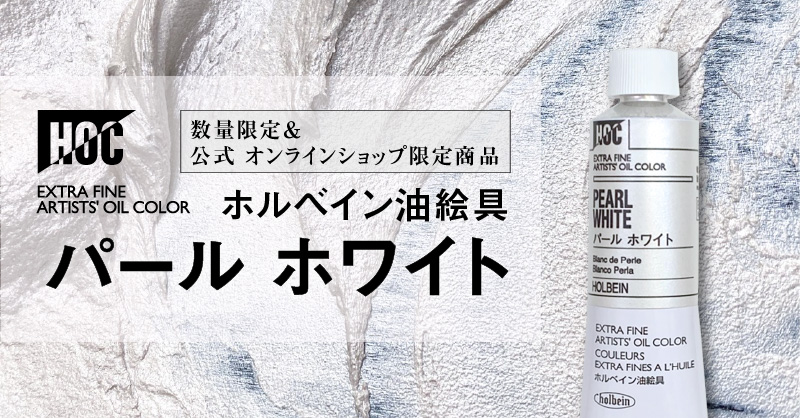 HOC
EXTRA FINE
ARTISTS' OIL COLOR
数量限定&
公式 オンラインショップ限定商品
ホルベイン油絵具
パール ホワイト
HOC
EXTRA FINE
ARTISTS' OIL COLOR
PEARL
WHITE
パール ホワイト
Blanc de Perle
Blanco Perla
HOLBEIN
EXTRA FINE
ARTISTS' OIL COLOR
COULEURS
EXTRA FINES A L'HUILE
ホルベイン油絵具
holbein